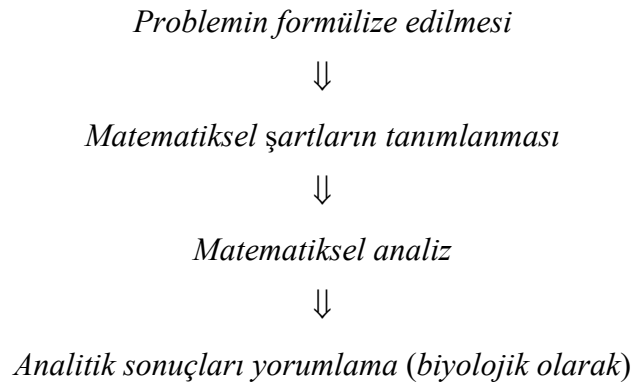 Problemin formülize edilmesi
⇓
Matematiksel şartların tanımlanması
⇓
Matematiksel analiz
⇓
Analitik sonuçları yorumlama (biyolojik olarak)